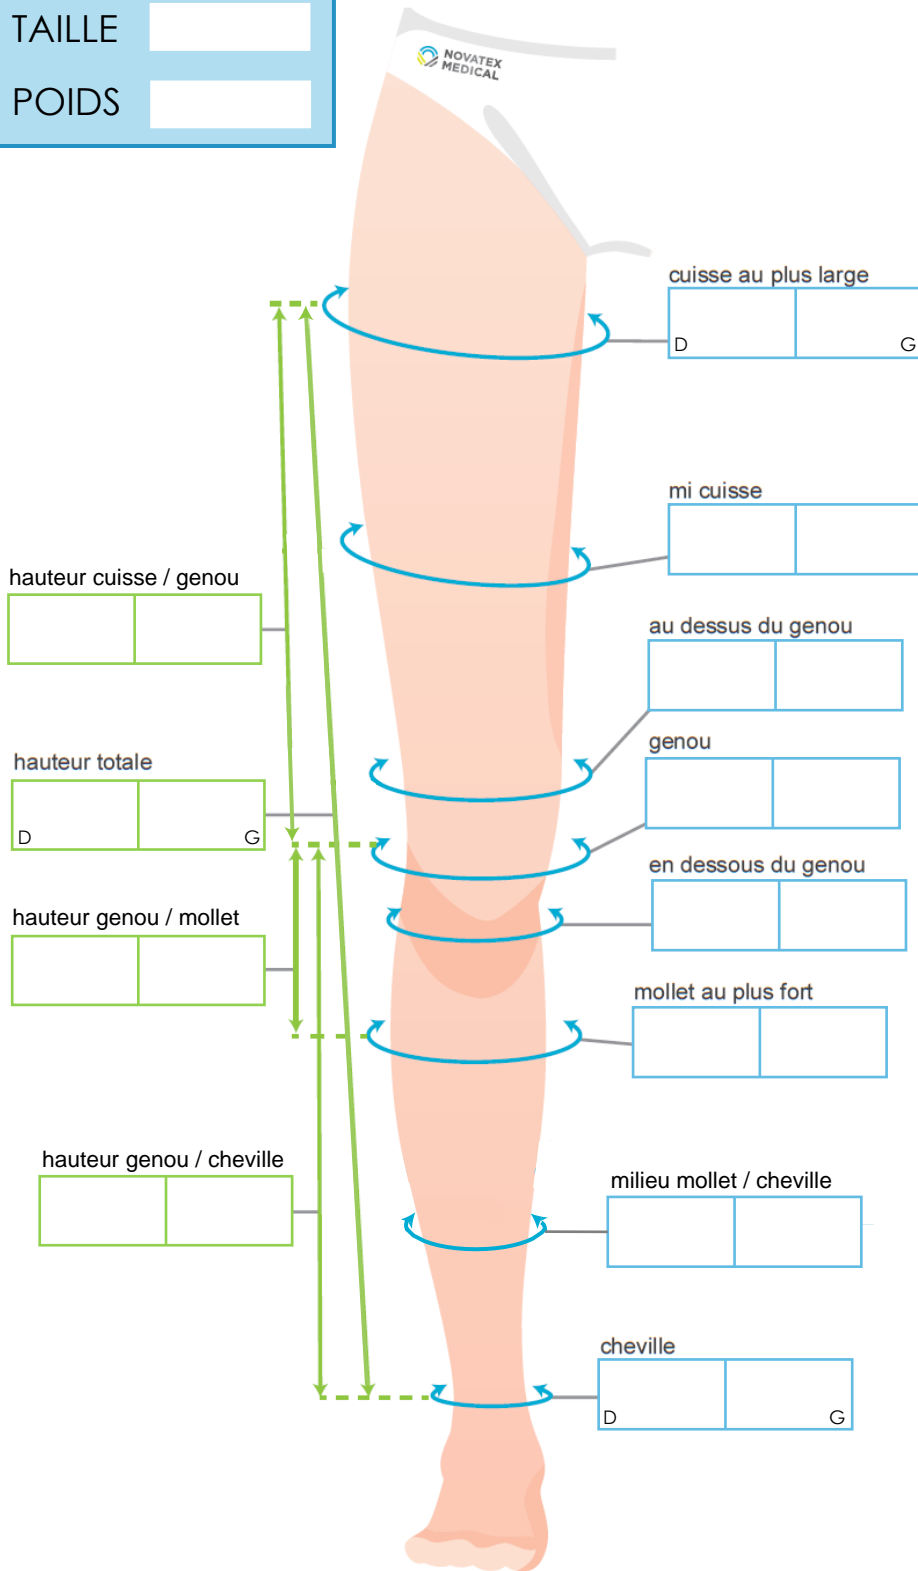 TAILLE
POIDS
NOVATEX
MEDICAL
cuisse au plus large
D G
mi cuisse
hauteur cuisse / genou
au dessus du genou
genou
hauteur totale
D G
en dessous du genou
hauteur genou / mollet
mollet au plus fort
hauteur genou / cheville
milieu mollet / cheville
cheville
D G